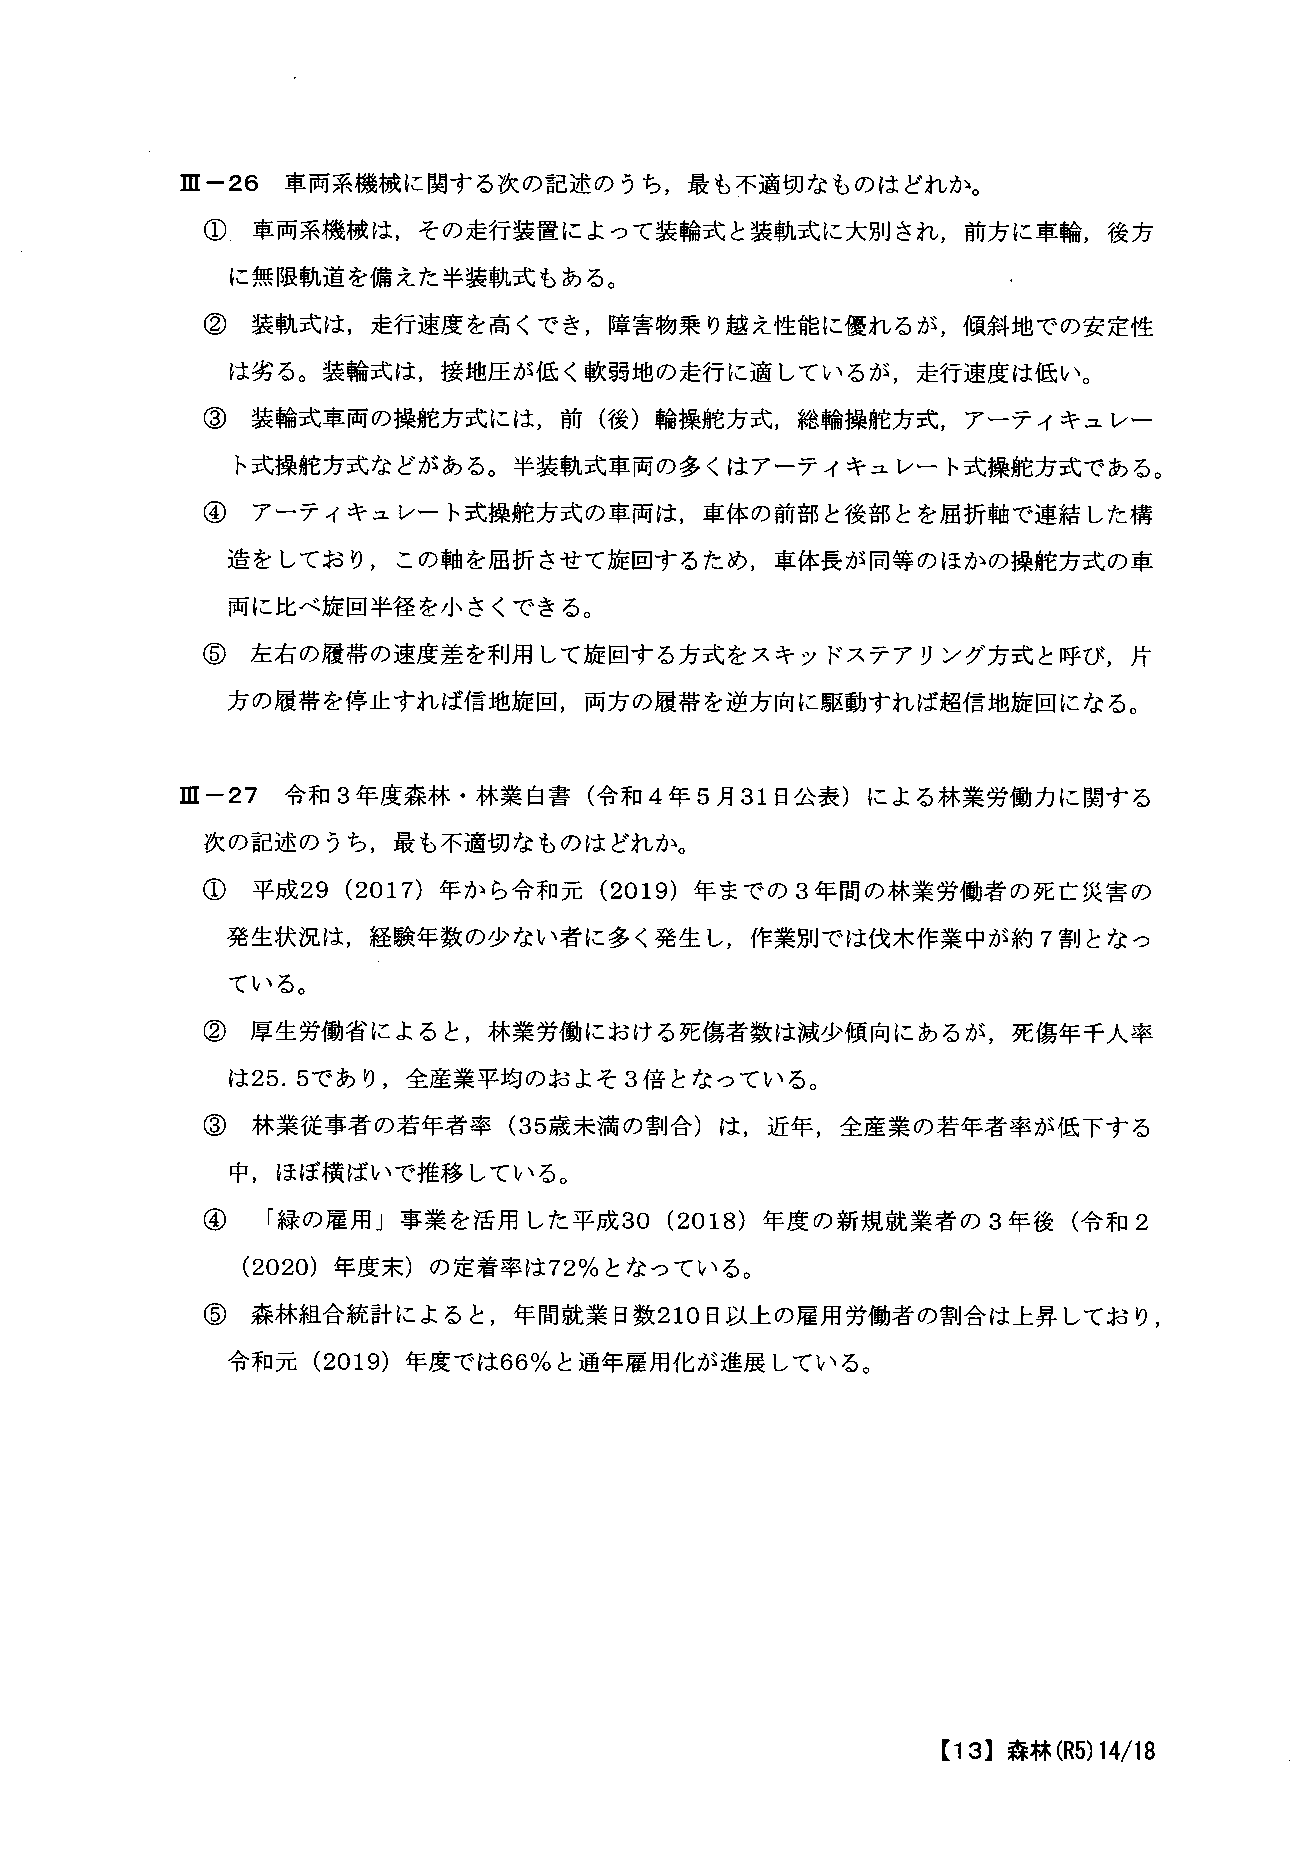 Ⅲ－26　車両系機械に関する次の記述のうち，最も不適切なものはどれか。
①　車両系機械は，その走行装置によって装輪式と装軌式に大別され，前方に車輪，後方
に無限軌道を備えた半装軌式もある。
②　装軌式は，走行速度を高くでき，障害物乗り越え性能に優れるが，傾斜地での安定性
は劣る。装輪式は，接地圧が低く軟弱地の走行に適しているが，走行速度は低い。
③　装輪式車両の操舵方式には，前（後）輪操舵方式，総輪操舵方式，アーティキュレー
ト式操舵方式などがある。半装軌式車両の多くはアーティキュレート式操舵方式である。
④　アーティキュレート式操舵方式の車両は，車体の前部と後部とを屈折軸で連結した構
造をしており，この軸を屈折させて旋回するため，車体長が同等のほかの操舵方式の車
両に比べ旋回半径を小さくできる。
⑤　左右の履帯の速度差を利用して旋回する方式をスキッドステアリング方式と呼び，片
方の履帯を停止すれば信地旋回，両方の履帯を逆方向に駆動すれば超信地旋回になる。
Ⅲ－27　令和３年度森林・林業白書（令和４年５月31日公表）による林業労働力に関する
次の記述のうち，最も不適切なものはどれか。
①　平成29（2017）年から令和元（2019）年までの３年間の林業労働者の死亡災害の
発生状況は，経験年数の少ない者に多く発生し，作業別では伐木作業中が約７割となっ
ている。
②　厚生労働省によると，林業労働における死傷者数は減少傾向にあるが，死傷年千人率
は25.5であり，全産業平均のおよそ３倍となっている。
③　林業従事者の若年者率（35歳未満の割合）は，近年，全産業の若年者率が低下する
中，ほぼ横ばいで推移している。
④　「緑の雇用」事業を活用した平成30（2018）年度の新規就業者の３年後（令和２
（2020）年度末）の定着率は72％となっている。
⑤　森林組合統計によると，年間就業日数210日以上の雇用労働者の割合は上昇しており，
令和元（2019）年度では66％と通年雇用化が進展している。
【13】森林(R5)14/18